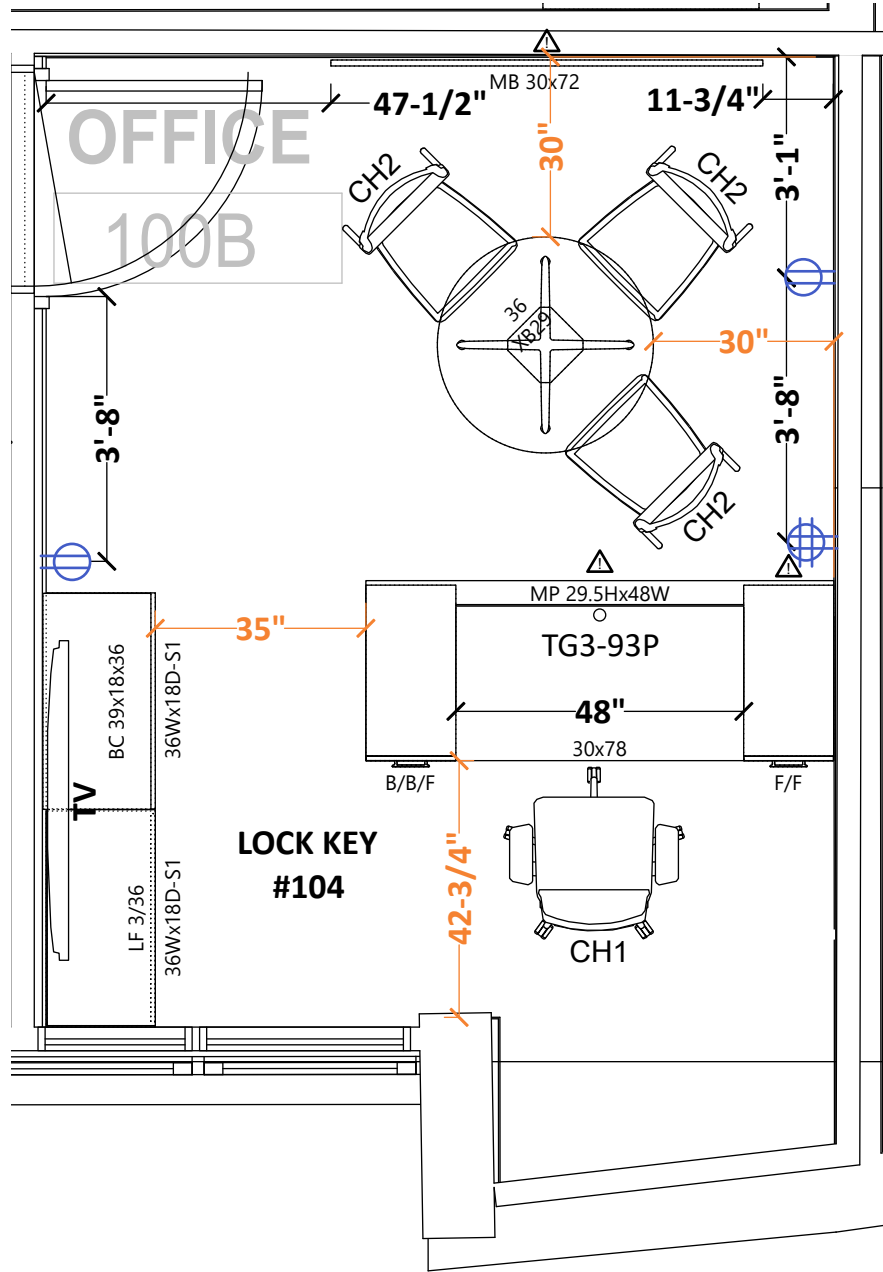 !
MB 30x72
47-1/2"
11-3/4"
OFFICE
100B
30"
CH2
CH2
3'-1"
36
XB29
30"
3'-8"
3'-8"
CH2
!
!
MP 29.5Hx48W
35"
TG3-93P
BC 39x18x36
36Wx18D-S1
48"
30x78
B/B/F
F/F
TV
LOCK KEY
#104
42-3/4"
LF 3/36
36Wx18D-S1
CH1